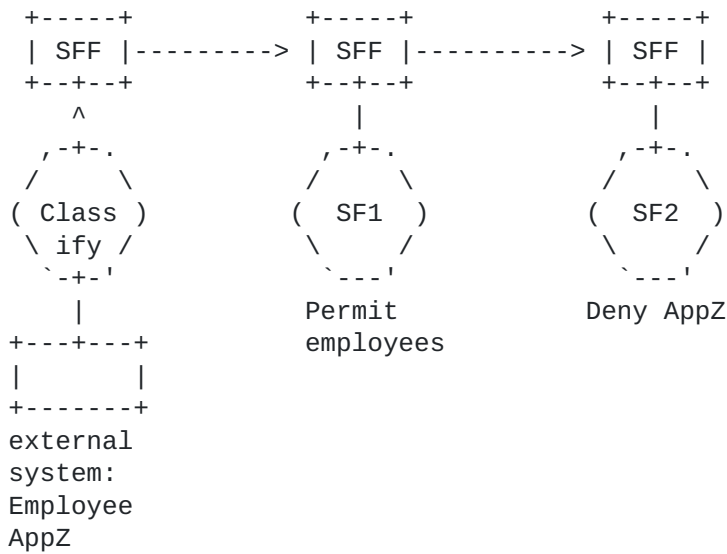 SFF SFF SFF
Class SF1 SF2
ify
Permit Deny AppZ
employees
external
system:
Employee
AppZ